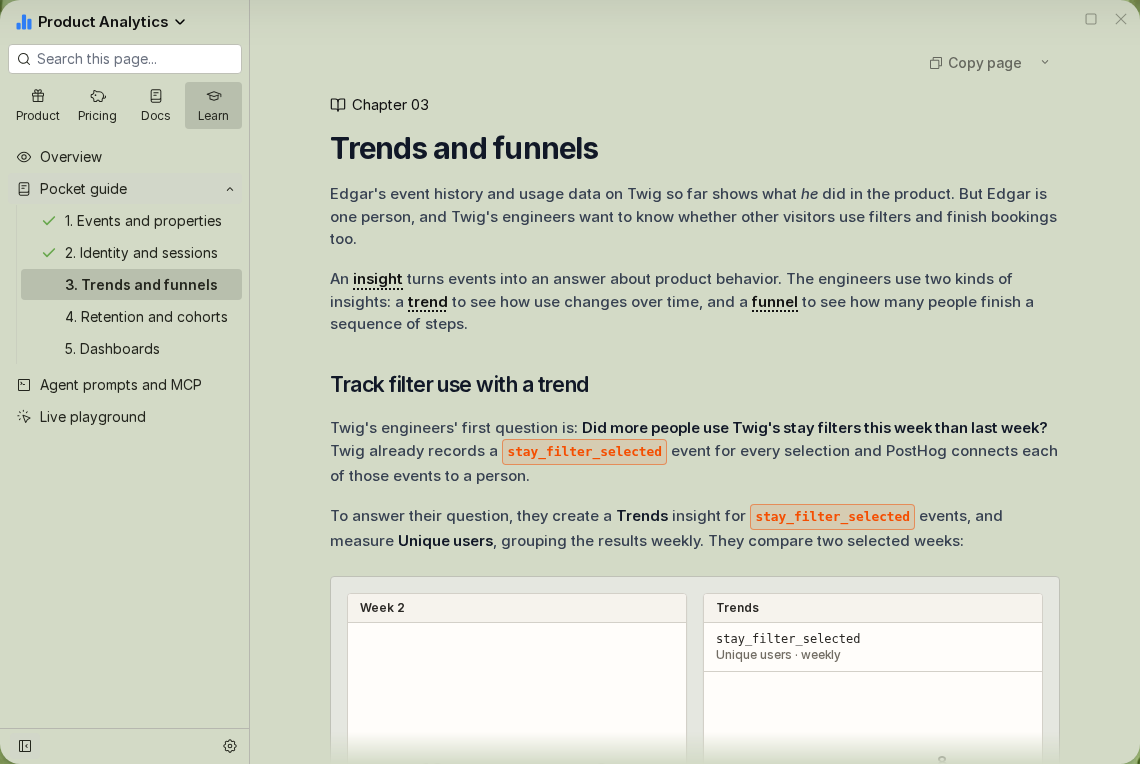 Product Analytics
Search this page...
Product
Pricing
Docs
Learn
Overview
Pocket guide
1. Events and properties
2. Identity and sessions
3. Trends and funnels
4. Retention and cohorts
5. Dashboards
Agent prompts and MCP
Live playground
Copy page
Chapter 03
Trends and funnels
Edgar's event history and usage data on Twig so far shows what he did in the product. But Edgar is
one person, and Twig's engineers want to know whether other visitors use filters and finish bookings
too.
An insight turns events into an answer about product behavior. The engineers use two kinds of
insights: a trend to see how use changes over time, and a funnel to see how many people finish a
sequence of steps.
Track filter use with a trend
Twig's engineers' first question is: Did more people use Twig's stay filters this week than last week?
Twig already records a stay_filter_selected event for every selection and PostHog connects each
of those events to a person.
To answer their question, they create a Trends insight for stay_filter_selected events, and
measure Unique users, grouping the results weekly. They compare two selected weeks:
Week 2
Trends
stay_filter_selected
Unique users · weekly